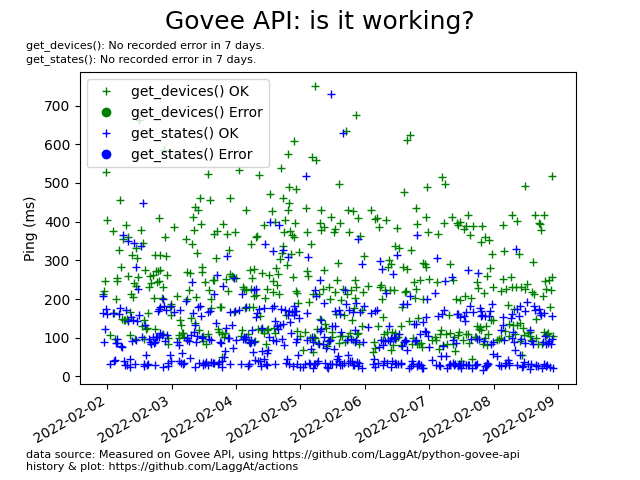 Govee API: is it working?
get_devices(): No recorded error in 7 days.
get_states(): No recorded error in 7 days.
get_devices() OK
get_devices() Error
get_states() OK
get_states() Error
Ping (ms)
700
600
500
400
300
200
100
0
2022-02-02
2022-02-03
2022-02-04
2022-02-05
2022-02-06
2022-02-07
2022-02-08
2022-02-09
data source: Measured on Govee API, using https://github.com/LaggAt/python-govee-api
history & plot: https://github.com/LaggAt/actions